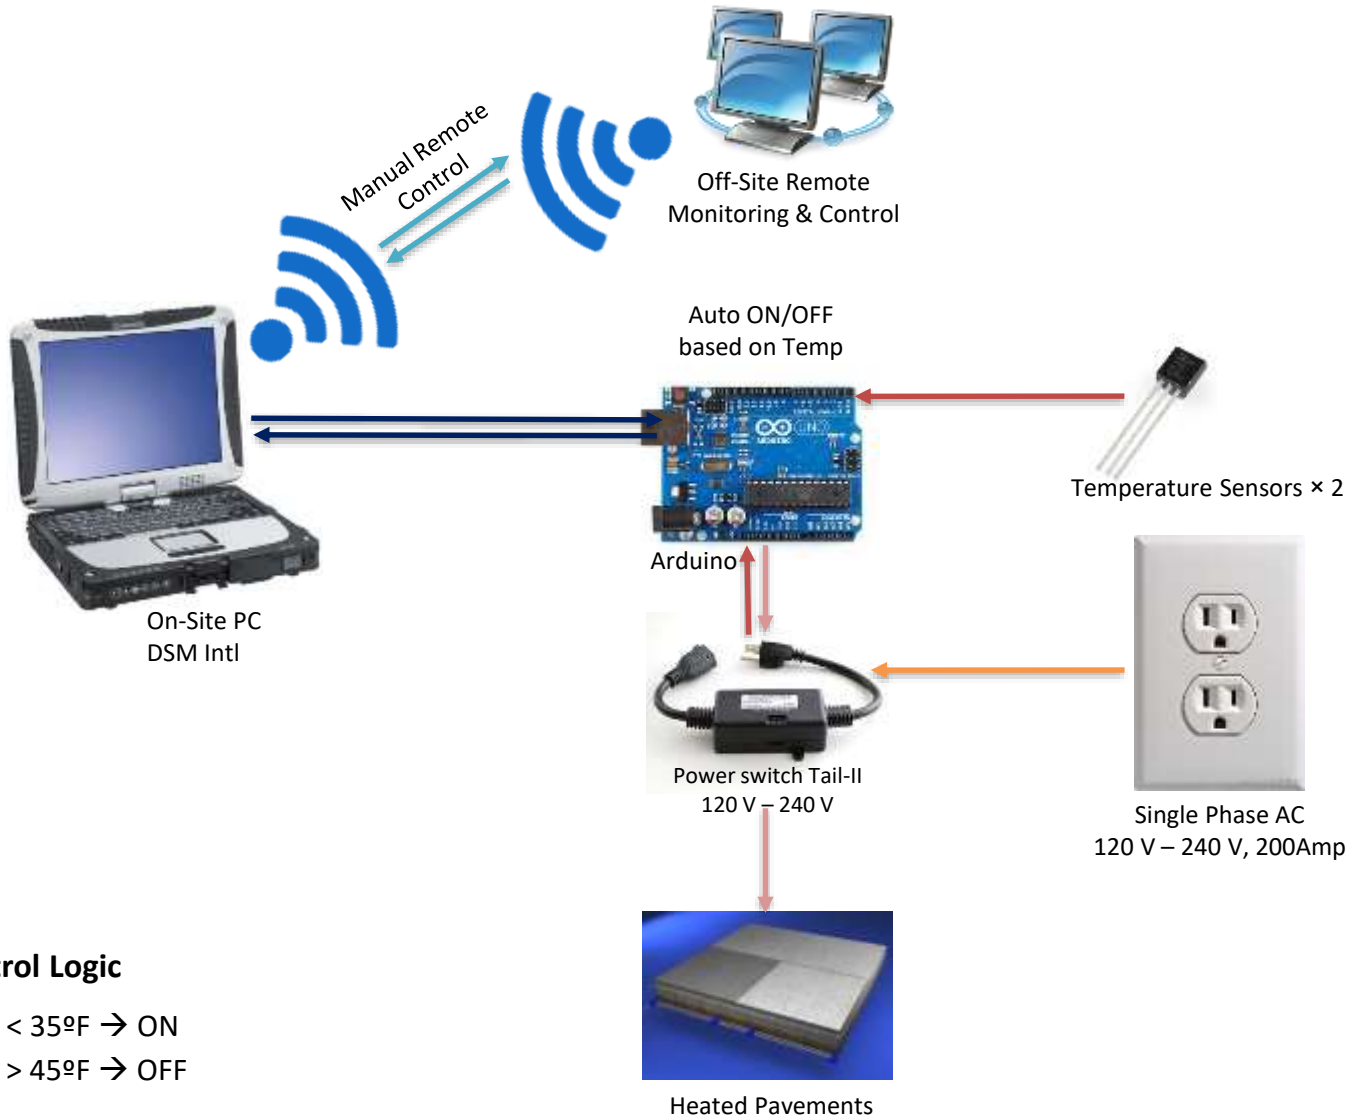 Manual Remote
Control
Off-Site Remote
Monitoring & Control
Auto ON/OFF
based on Temp
UNO
Temperature Sensors × 2
Arduino
On-Site PC
DSM Intl
Power switch Tail-II
120 V – 240 V
Single Phase AC
120 V – 240 V, 200Amp
trol Logic
< 35ºF → ON
> 45ºF → OFF
Heated Pavements